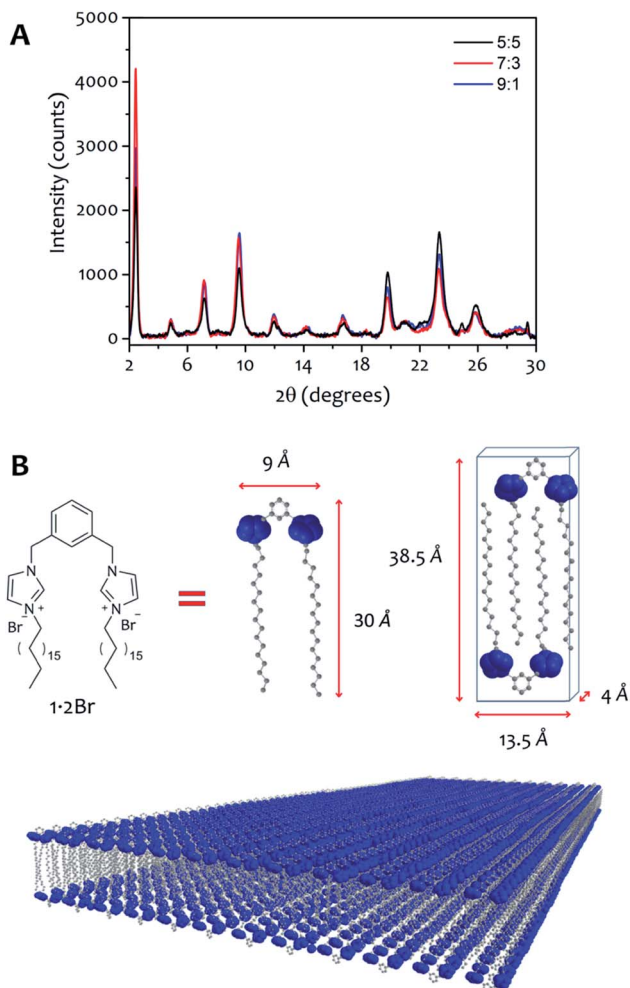 A
5000
4000
3000
2000
1000
0
Intensity (counts)
5:5
7:3
9:1
2 6 10 14 18 22 26 30
2θ (degrees)
B
9 Å
30 Å
38.5 Å
4 Å
13.5 Å
N N
N + N +
Br − Br −
( )15 ( )15
1·2Br
=